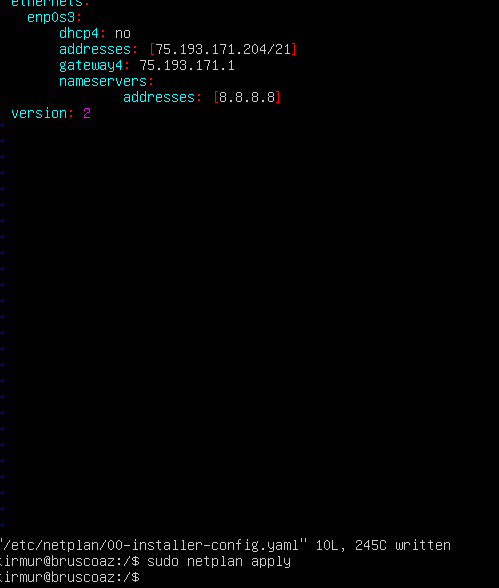 ethernets:
enp0s3:
dhcp4: no
addresses: [75.193.171.204/21]
gateway4: 75.193.171.1
nameservers:
addresses: [8.8.8.8]
version: 2
"/etc/netplan/00-installer-config.yaml" 10L, 245C written
kirmur@bruscoaz:/$ sudo netplan apply
kirmur@bruscoaz:/$